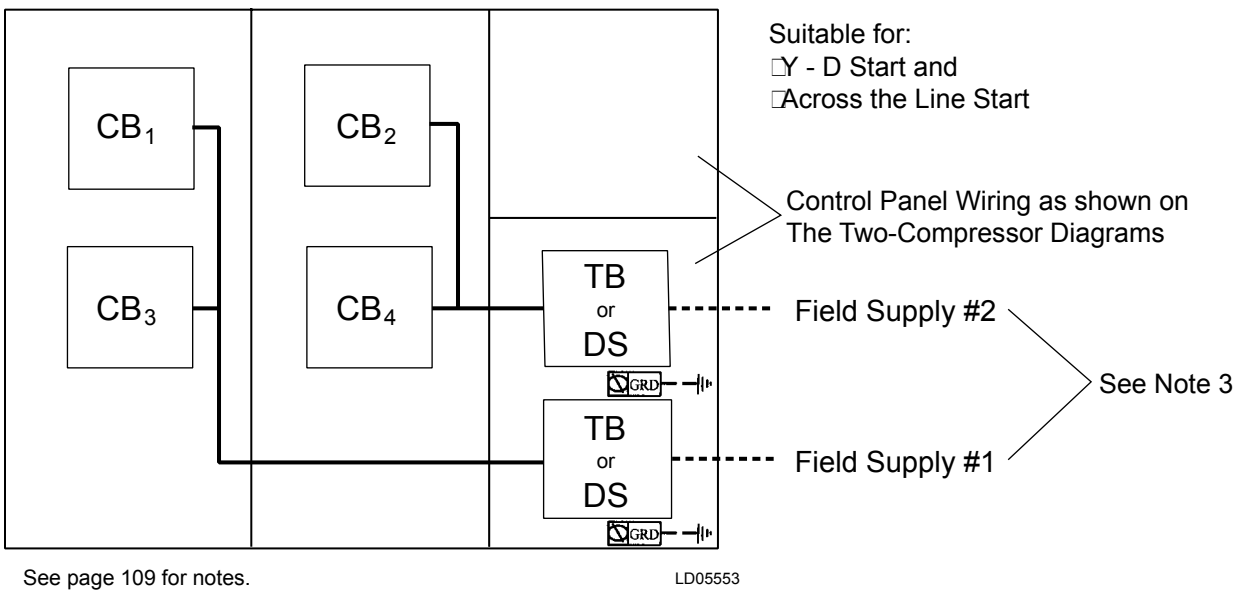 Suitable for:
Y - D Start and
Across the Line Start
CB1
CB2
Control Panel Wiring as shown on
The Two-Compressor Diagrams
CB3
CB4
TB
or
DS
Field Supply #2
GRD
See Note 3
TB
or
DS
Field Supply #1
GRD
See page 109 for notes.
LD05553